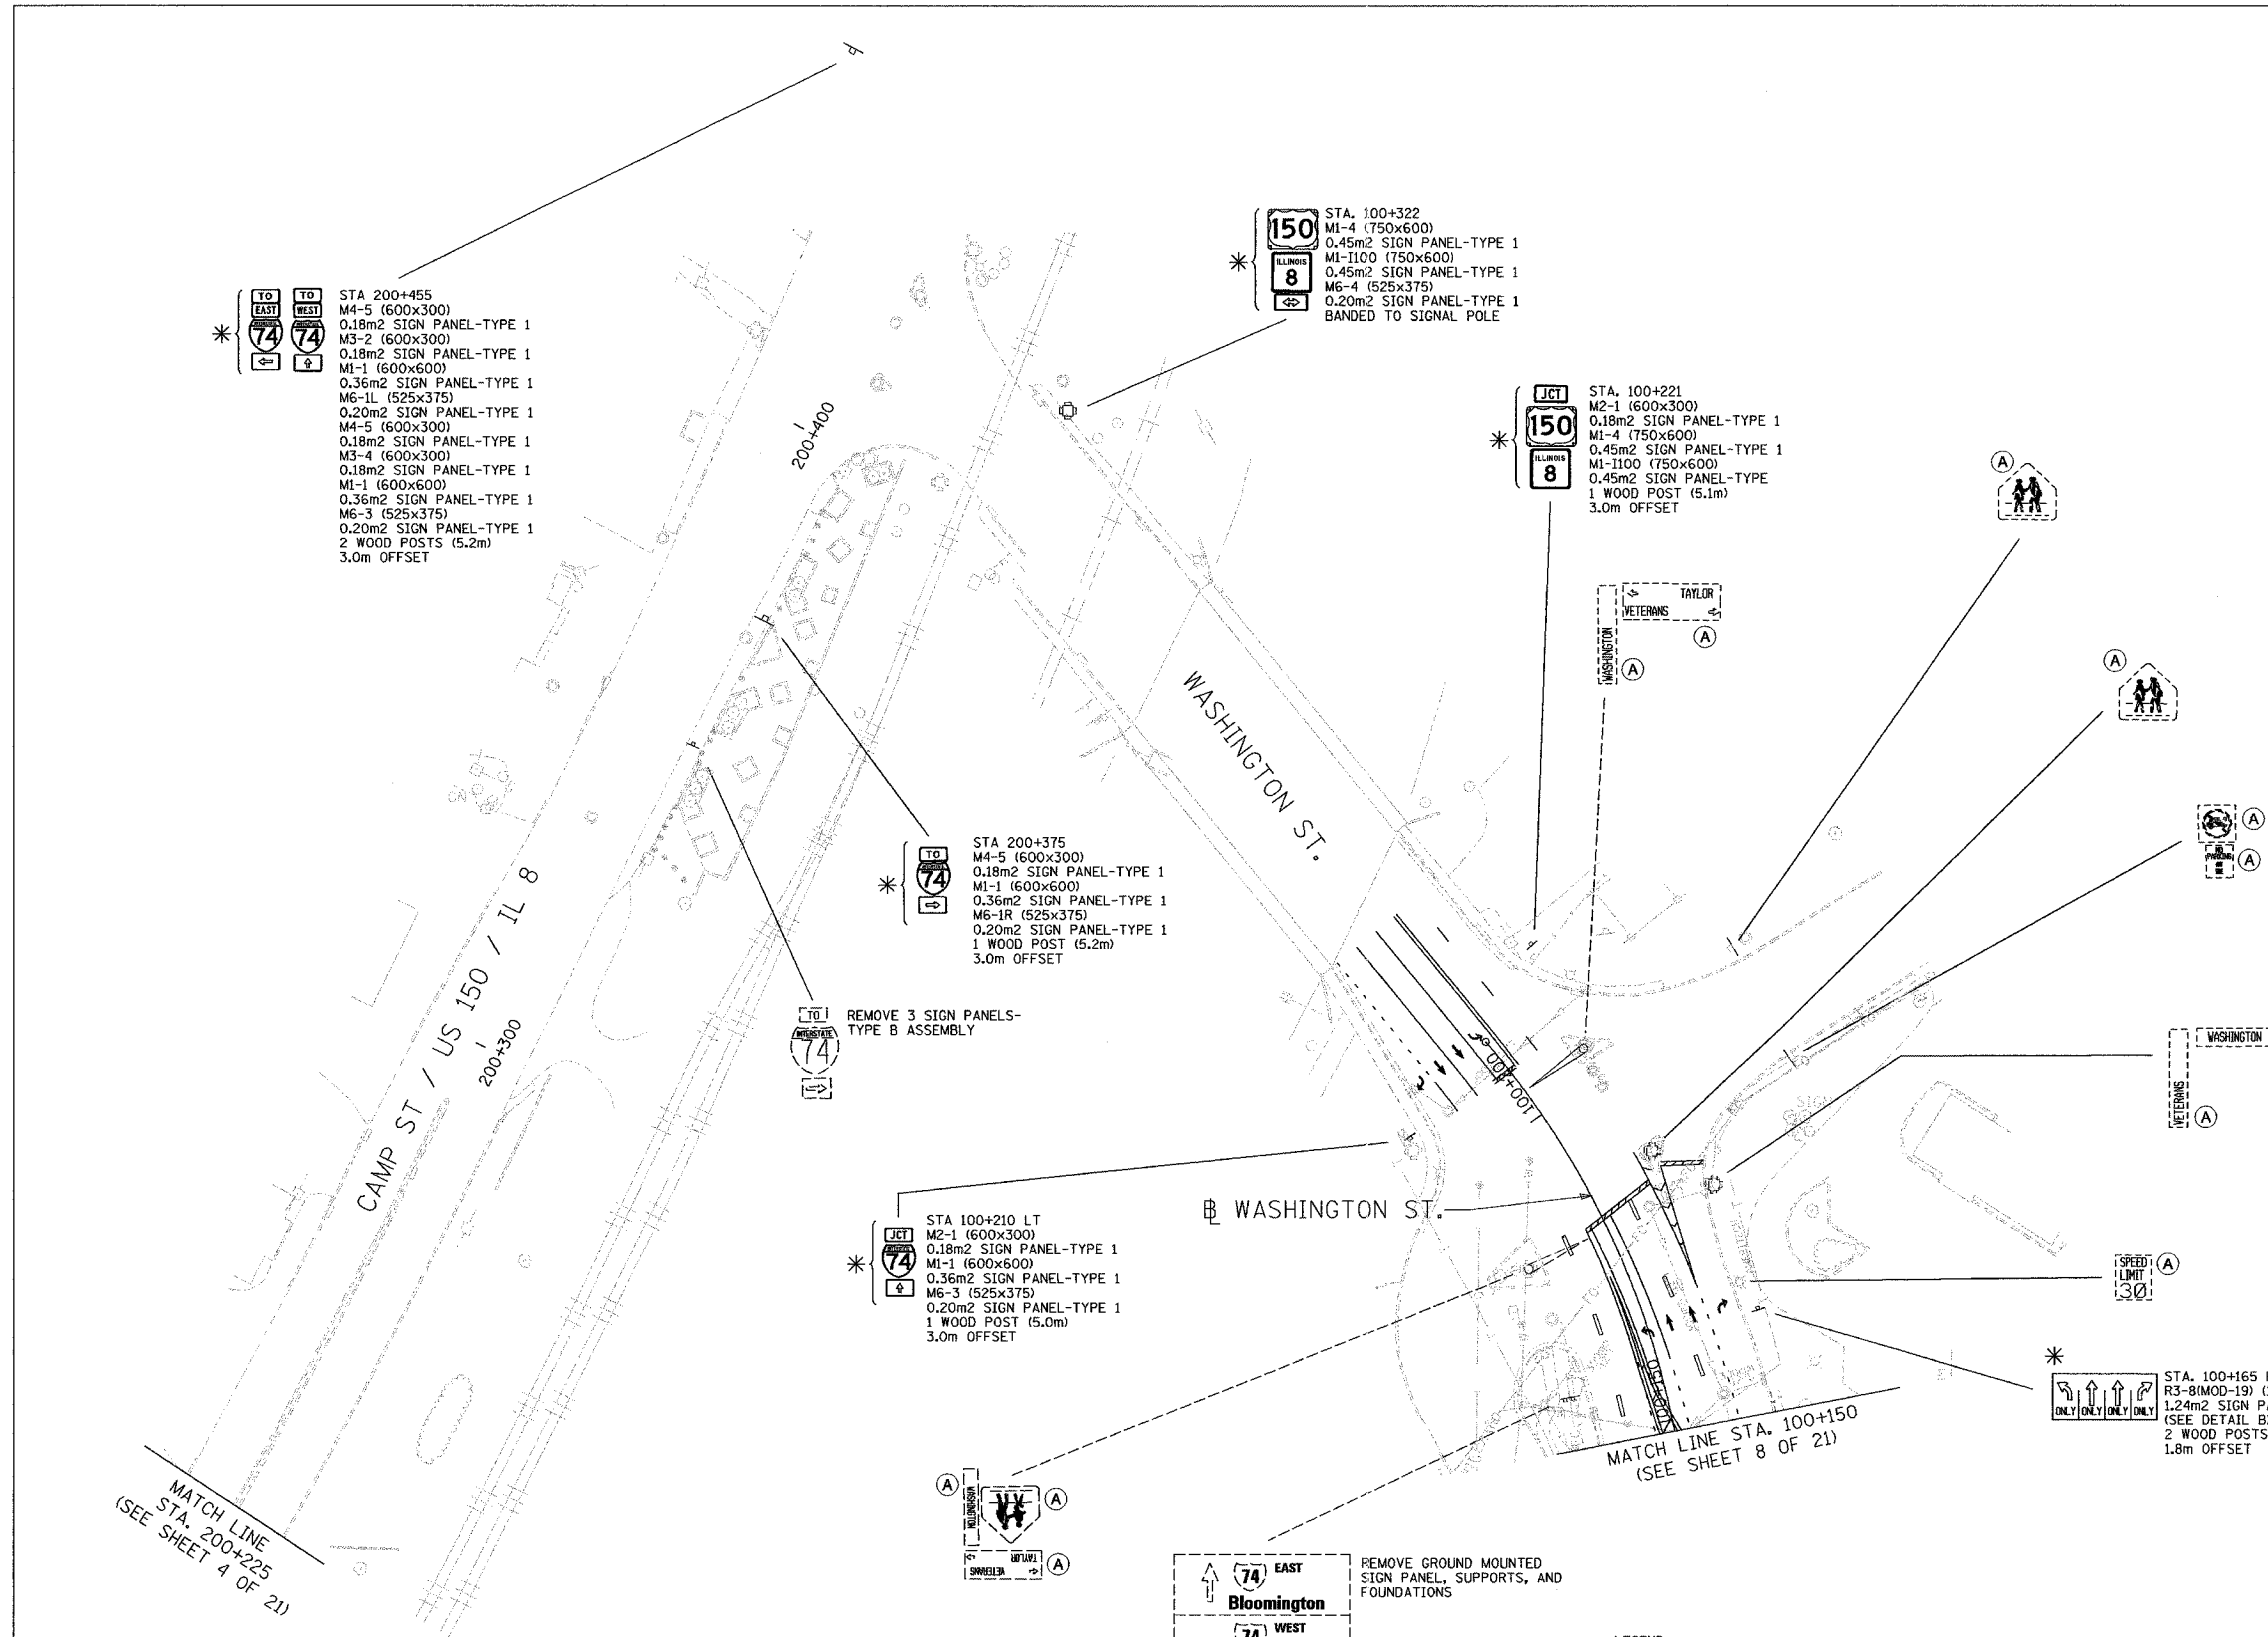 TO TO
EAST WEST
INTERSTATE INTERSTATE
74 74
STA 200+455
M4-5 (600x300)
0.18m2 SIGN PANEL-TYPE 1
M3-2 (600x300)
0.18m2 SIGN PANEL-TYPE 1
M1-1 (600x600)
0.36m2 SIGN PANEL-TYPE 1
M6-1L (525x375)
0.20m2 SIGN PANEL-TYPE 1
M4-5 (600x300)
0.18m2 SIGN PANEL-TYPE 1
M3-4 (600x300)
0.18m2 SIGN PANEL-TYPE 1
M1-1 (600x600)
0.36m2 SIGN PANEL-TYPE 1
M6-3 (525x375)
0.20m2 SIGN PANEL-TYPE 1
2 WOOD POSTS (5.2m)
3.0m OFFSET
150
ILLINOIS
8
STA. 100+322
M1-4 (750x600)
0.45m2 SIGN PANEL-TYPE 1
M1-I100 (750x600)
0.45m2 SIGN PANEL-TYPE 1
M6-4 (525x375)
0.20m2 SIGN PANEL-TYPE 1
BANDED TO SIGNAL POLE
JCT
150
ILLINOIS
8
STA. 100+221
M2-1 (600x300)
0.18m2 SIGN PANEL-TYPE 1
M1-4 (750x600)
0.45m2 SIGN PANEL-TYPE 1
M1-I100 (750x600)
0.45m2 SIGN PANEL-TYPE
1 WOOD POST (5.1m)
3.0m OFFSET
200+400
A
TAYLOR
VETERANS
A
WASHINGTON
A
A
WASHINGTON ST.
A
NO
PARKING
A
TO
INTERSTATE
74
STA 200+375
M4-5 (600x300)
0.18m2 SIGN PANEL-TYPE 1
M1-1 (600x600)
0.36m2 SIGN PANEL-TYPE 1
M6-1R (525x375)
0.20m2 SIGN PANEL-TYPE 1
1 WOOD POST (5.2m)
3.0m OFFSET
CAMP ST / US 150 / IL 8
200+300
TO
INTERSTATE
74
REMOVE 3 SIGN PANELS-
TYPE B ASSEMBLY
100+200
WASHINGTON
VETERANS
A
SIGN
JCT
INTERSTATE
74
STA 100+210 LT
M2-1 (600x300)
0.18m2 SIGN PANEL-TYPE 1
M1-1 (600x600)
0.36m2 SIGN PANEL-TYPE 1
M6-3 (525x375)
0.20m2 SIGN PANEL-TYPE 1
1 WOOD POST (5.0m)
3.0m OFFSET
BL WASHINGTON ST.
SPEED
LIMIT
30
A
100+150
ONLY ONLY ONLY ONLY
STA. 100+165
R3-8(MOD-19)
1.24m2 SIGN
(SEE DETAIL
2 WOOD POSTS
1.8m OFFSET
MATCH LINE STA. 100+150
(SEE SHEET 8 OF 21)
MATCH LINE
STA. 200+225
(SEE SHEET 4 OF 21)
A
WASHINGTON
A
TAYLOR
VETERANS
A
74 EAST
Bloomington
74 WEST
REMOVE GROUND MOUNTED
SIGN PANEL, SUPPORTS, AND
FOUNDATIONS